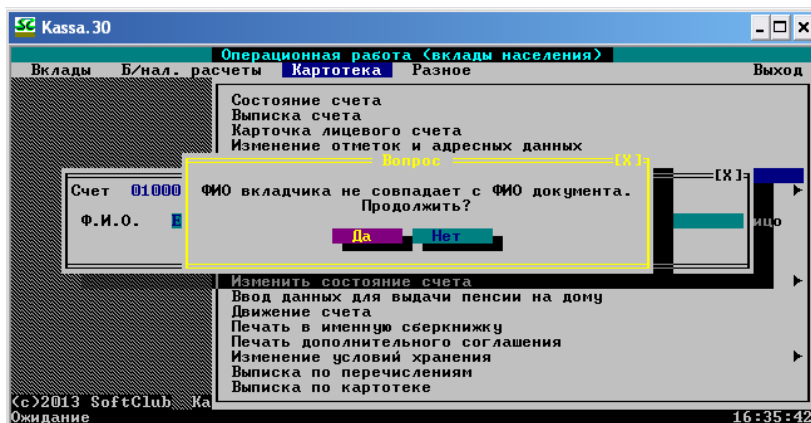 Kassa.30
Операционная работа (вклады населения)
Вклады Б/нал. расчеты Картотека Разное Выход
Состояние счета
Выписка счета
Карточка лицевого счета
Изменение отметок и адресных данных
Вопрос [X]
[X]
Счет 01000
ФИО вкладчика не совпадает с ФИО документа.
Продолжить?
Ф.И.О. Е
ицо
Да Нет
Изменить состояние счета
Ввод данных для выдачи пенсии на дому
Движение счета
Печать в именную сберкнижку
Печать дополнительного соглашения
Изменение условий хранения
Выписка по перечислениям
Выписка по картотеке
(c)2013 SoftClub Ka
Ожидание 16:35:42